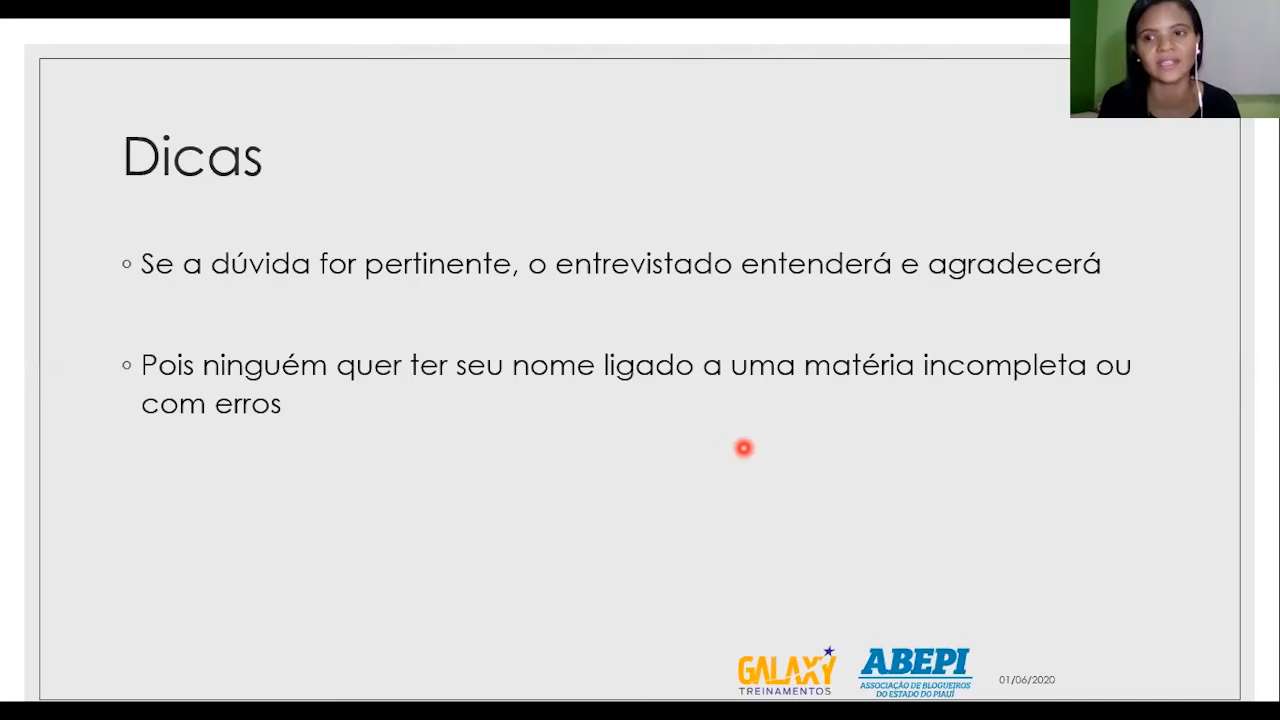 Dicas
◦ Se a dúvida for pertinente, o entrevistado entenderá e agradecerá
◦ Pois ninguém quer ter seu nome ligado a uma matéria incompleta ou
com erros
GALAXY
TREINAMENTOS
ABEPI
ASSOCIAÇÃO DE BLOGUEIROS
DO ESTADO DO PIAUÍ
01/06/2020